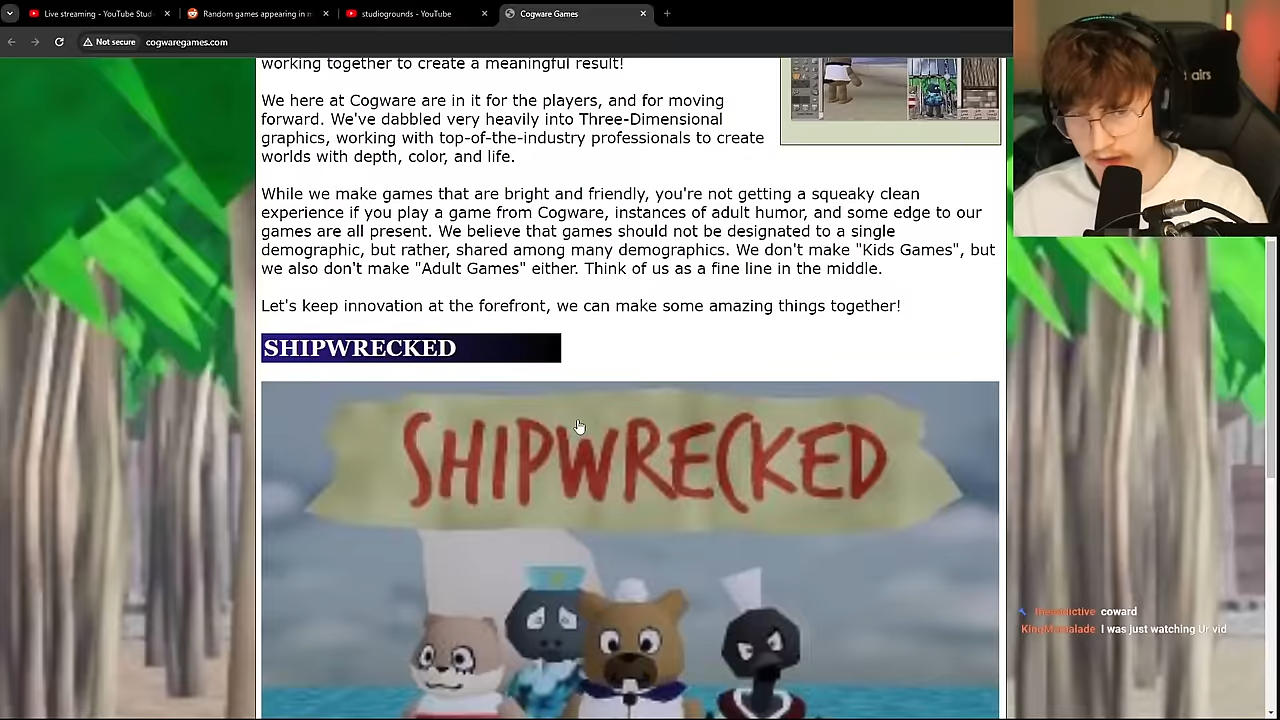 Live streaming - YouTube Stud
Random games appearing in m
studiogrounds - YouTube
Cogware Games
Not secure
cogwaregames.com
working together to create a meaningful result!
We here at Cogware are in it for the players, and for moving
forward. We've dabbled very heavily into Three-Dimensional
graphics, working with top-of-the-industry professionals to create
worlds with depth, color, and life.
While we make games that are bright and friendly, you're not getting a squeaky clean
experience if you play a game from Cogware, instances of adult humor, and some edge to our
games are all present. We believe that games should not be designated to a single
demographic, but rather, shared among many demographics. We don't make "Kids Games", but
we also don't make "Adult Games" either. Think of us as a fine line in the middle.
Let's keep innovation at the forefront, we can make some amazing things together!
SHIPWRECKED
SHIPWRECKED
airs
coward
I was just watching Ur vid